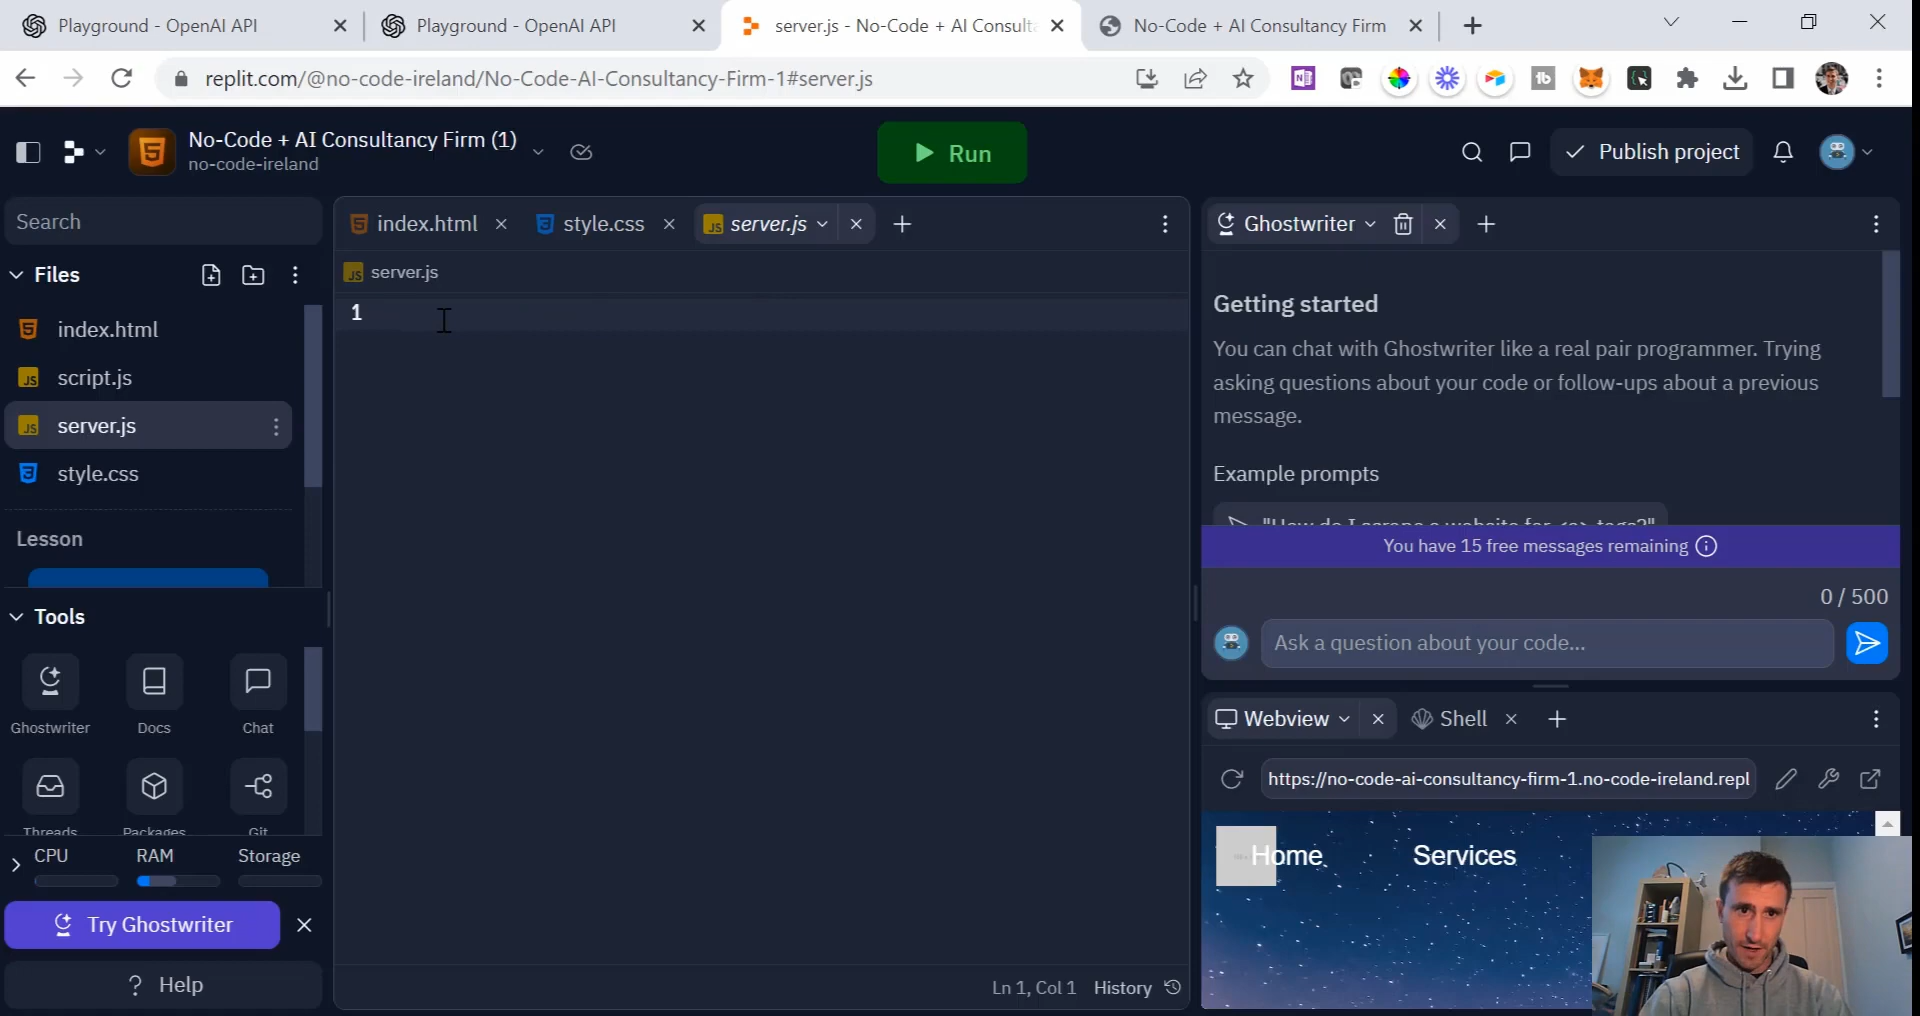 Playground - OpenAI API
Playground - OpenAI API
server.js - No-Code + AI Consulta
No-Code + AI Consultancy Firm
replit.com/@no-code-ireland/No-Code-AI-Consultancy-Firm-1#server.js
No-Code + AI Consultancy Firm (1)
no-code-ireland
Run
Publish project
Search
Files
index.html
script.js
server.js
style.css
Lesson
Tools
Ghostwriter
Docs
Chat
Threads
Packages
Git
CPU
RAM
Storage
Try Ghostwriter
? Help
index.html
style.css
server.js
server.js
1
Ln 1, Col 1
History
Ghostwriter
Getting started
You can chat with Ghostwriter like a real pair programmer. Trying
asking questions about your code or follow-ups about a previous
message.
Example prompts
"How do I scrape a website for <a> tags?"
You have 15 free messages remaining
0 / 500
Ask a question about your code...
Webview
Shell
https://no-code-ai-consultancy-firm-1.no-code-ireland.repl
Home
Services